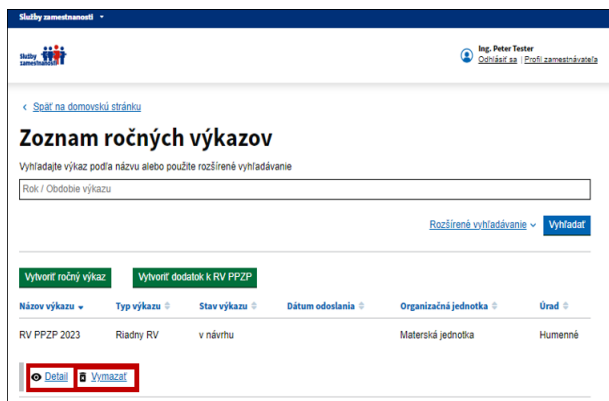 Služby zamestnanosti
Služby
zamestnanosti
Ing. Peter Tester
Odhlásiť sa | Profil zamestnávateľa
Späť na domovskú stránku
Zoznam ročných výkazov
Vyhľadajte výkaz podľa názvu alebo použite rozšírené vyhľadávanie
Rok / Obdobie výkazu
Rozšírené vyhľadávanie Vyhľadať
Vytvoriť ročný výkaz Vytvoriť dodatok k RV PPZP
Názov výkazu Typ výkazu Stav výkazu Dátum odoslania Organizačná jednotka Úrad
RV PPZP 2023 Riadny RV v návrhu Materská jednotka Humenné
Detail Vymazať